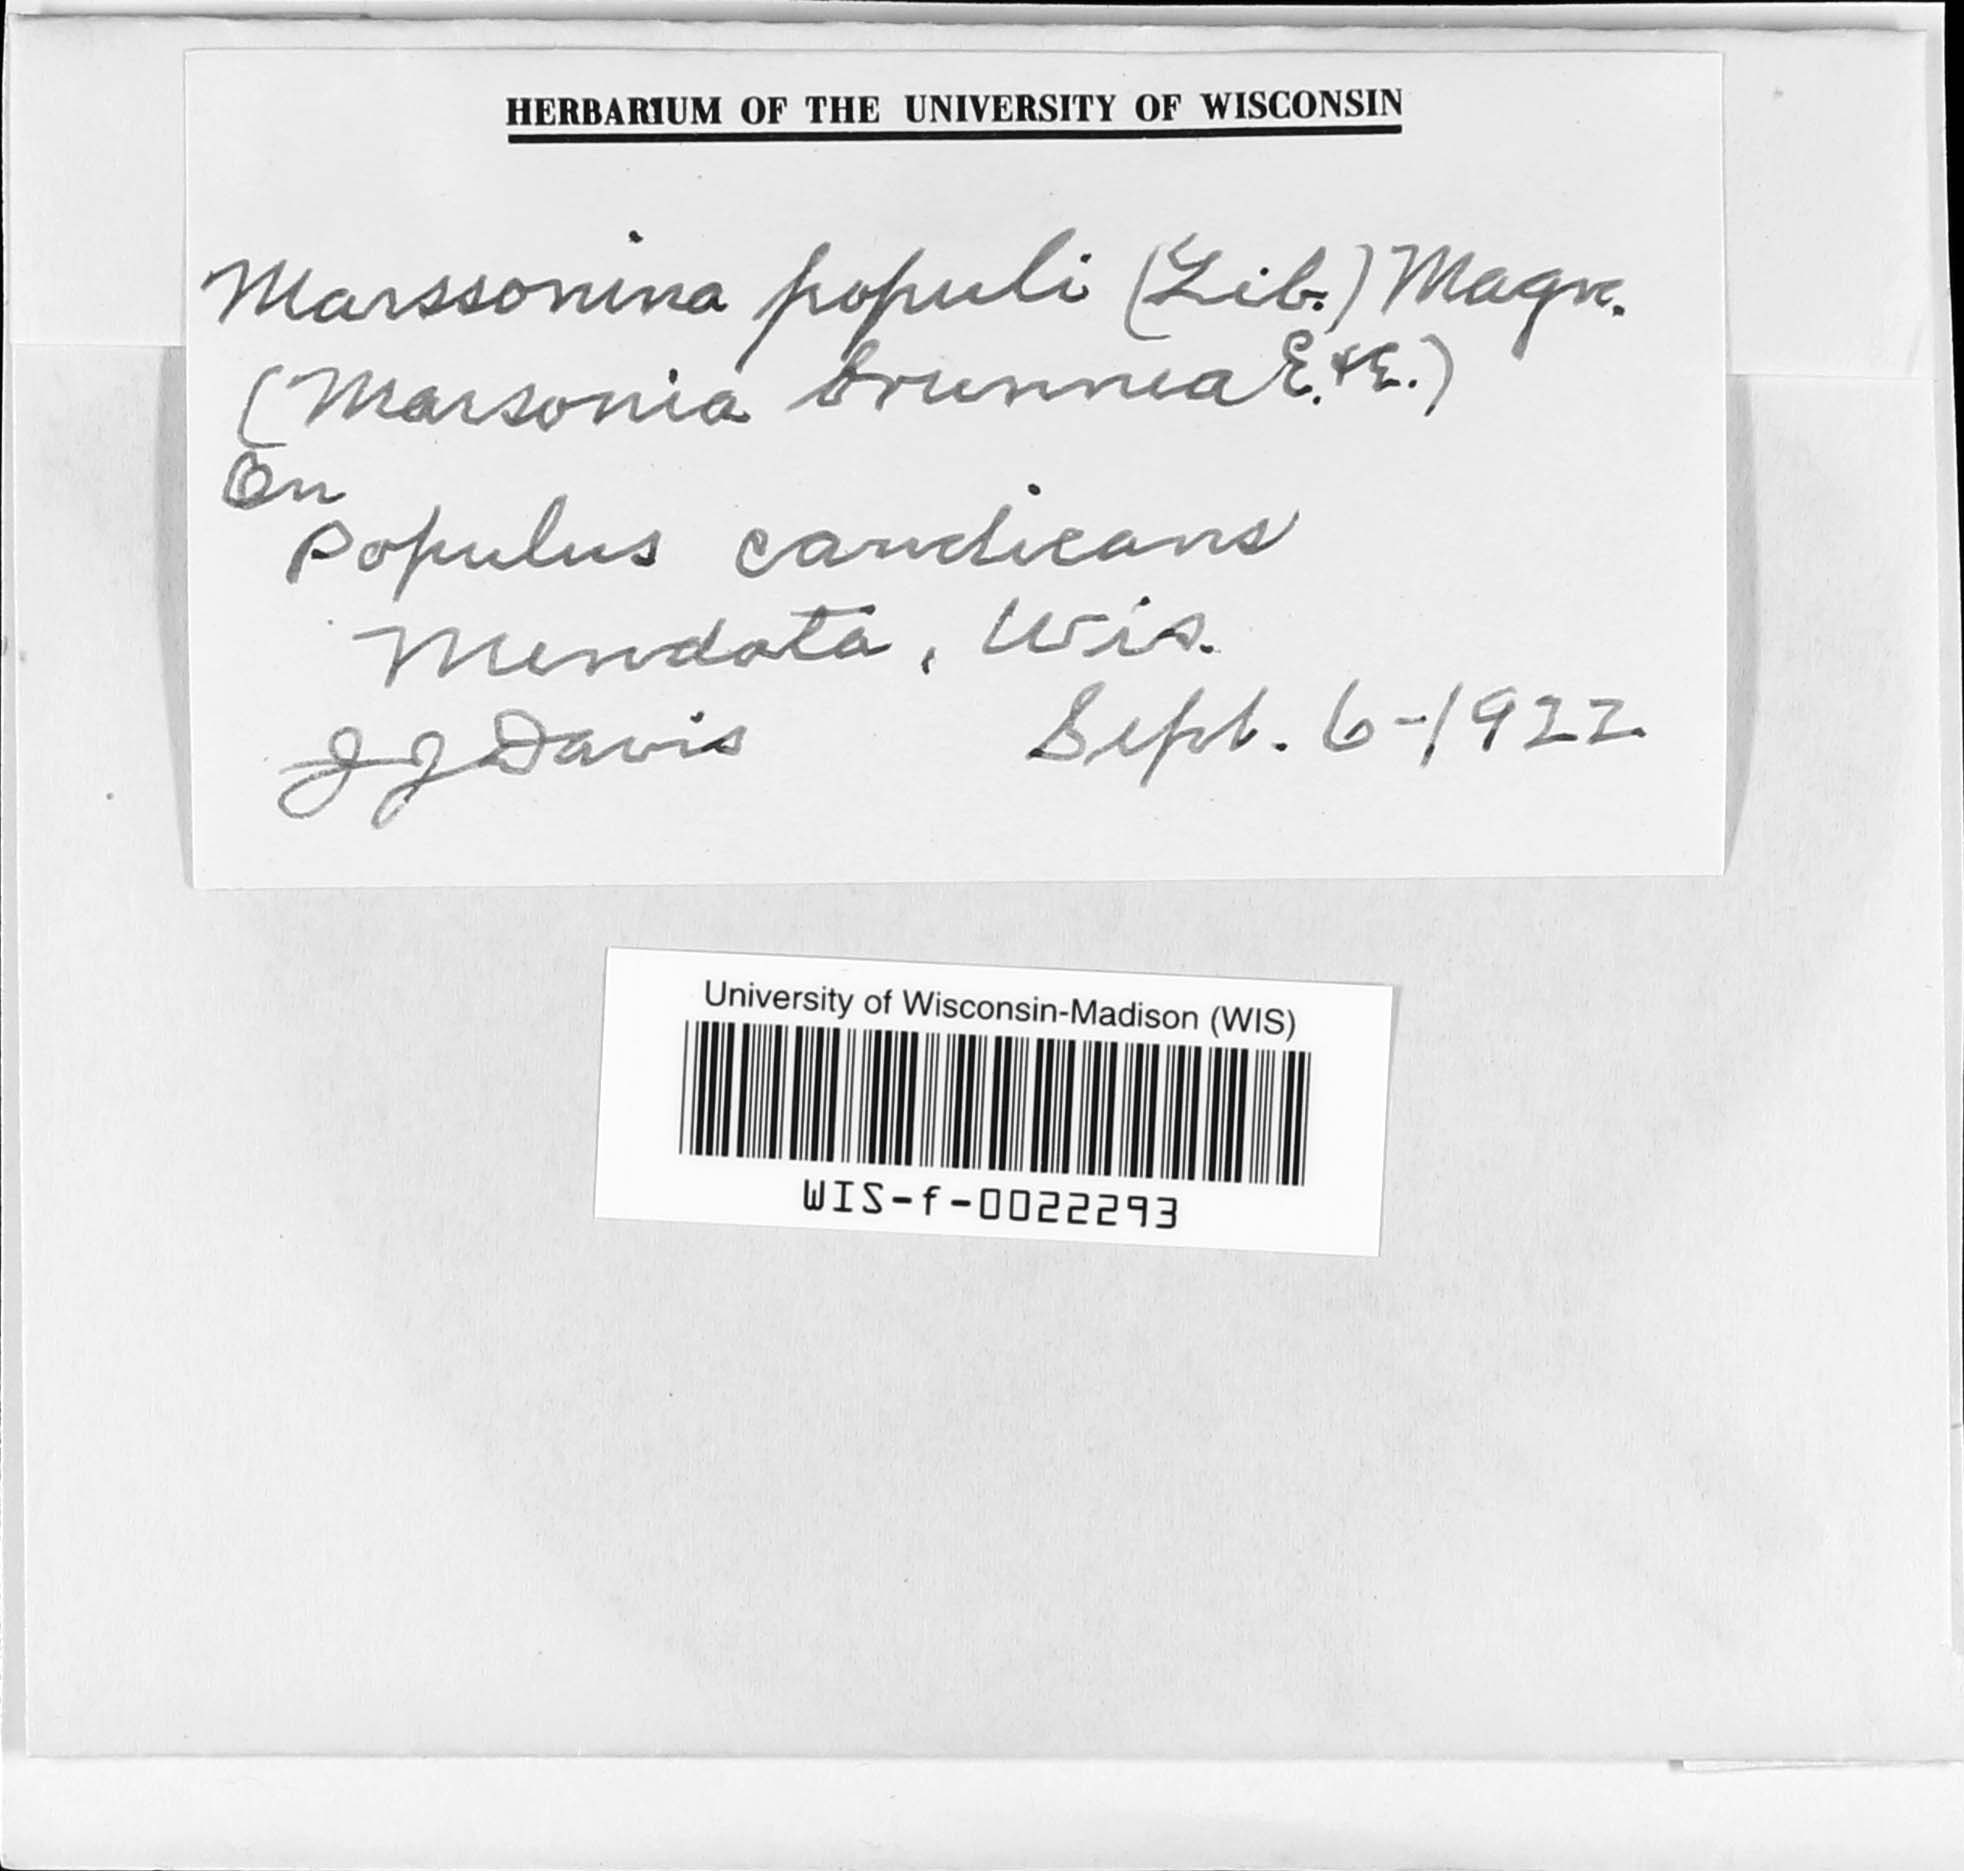 HERBARIUM OF THE UNIVERSITY OF WISCONSIN
Marssonina populi (Lib.) Magn.
(Marsonia brunnea E. & E.)
On
Populus candicans
Mendota, Wis.
J J Davis Sept. 6-1922
University of Wisconsin-Madison (WIS)
WIS-f-0022293